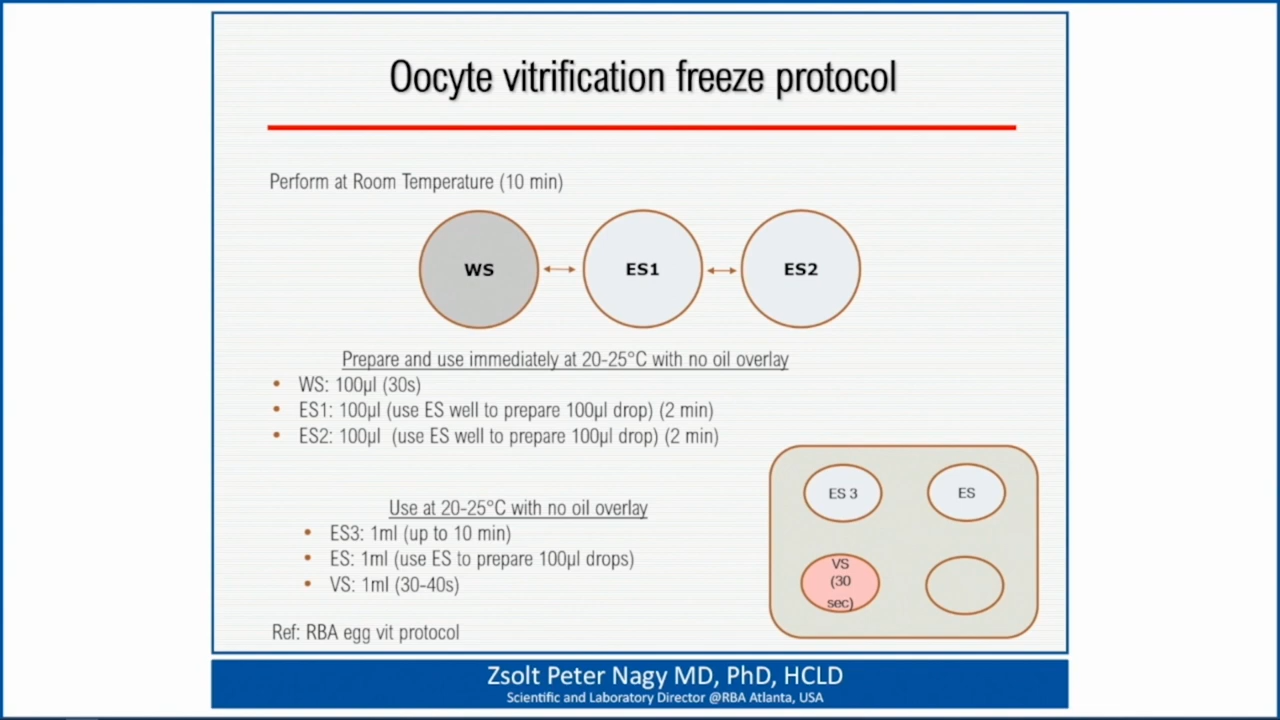 Oocyte vitrification freeze protocol
Perform at Room Temperature (10 min)
WS
ES1
ES2
Prepare and use immediately at 20-25°C with no oil overlay
• WS: 100µl (30s)
• ES1: 100µl (use ES well to prepare 100µl drop) (2 min)
• ES2: 100µl (use ES well to prepare 100µl drop) (2 min)
Use at 20-25°C with no oil overlay
• ES3: 1ml (up to 10 min)
• ES: 1ml (use ES to prepare 100µl drops)
• VS: 1ml (30-40s)
ES 3
ES
VS
(30
sec)
Ref: RBA egg vit protocol
Zsolt Peter Nagy MD, PhD, HCLD
Scientific and Laboratory Director @RBA Atlanta, USA